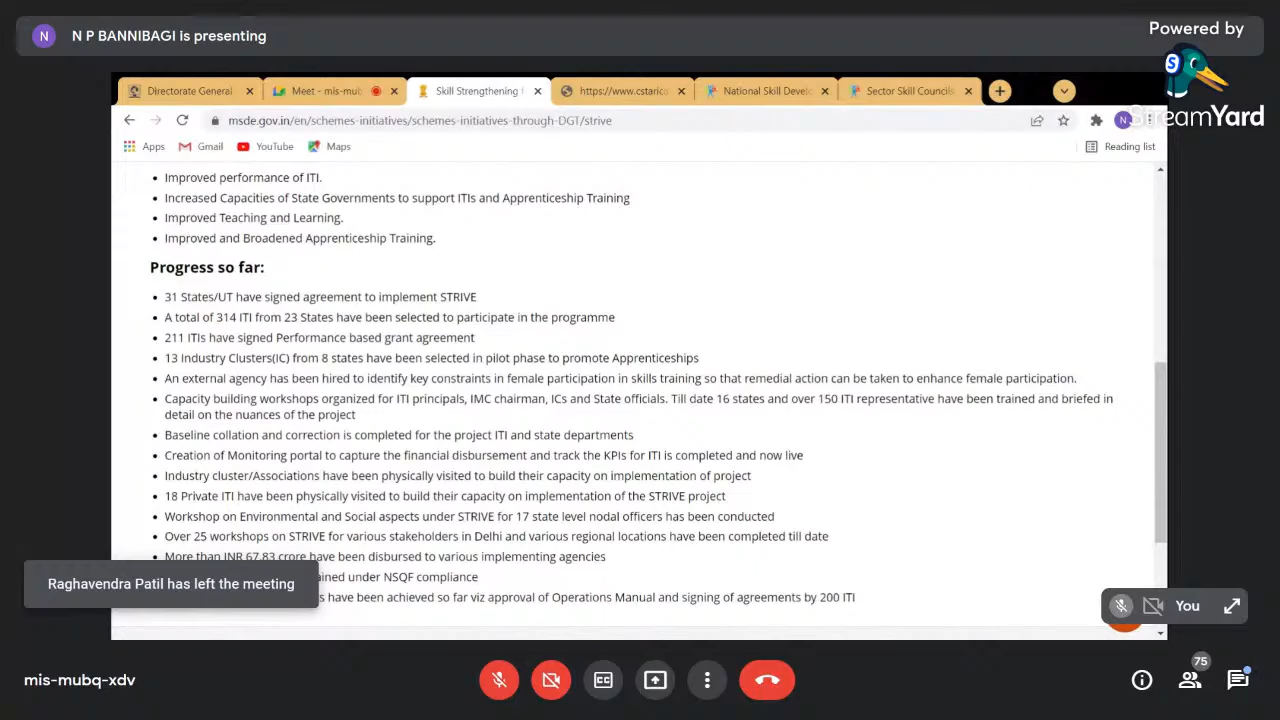 N
N P BANNIBAGI is presenting
Powered by
S
StreamYard
Directorate General
Meet - mis-mub
Skill Strengthening f
https://www.cstarico
National Skill Develo
Sector Skill Councils
msde.gov.in/en/schemes-initiatives/schemes-initiatives-through-DGT/strive
N
Apps
Gmail
YouTube
Maps
Reading list
• Improved performance of ITI.
• Increased Capacities of State Governments to support ITIs and Apprenticeship Training
• Improved Teaching and Learning.
• Improved and Broadened Apprenticeship Training.
Progress so far:
• 31 States/UT have signed agreement to implement STRIVE
• A total of 314 ITI from 23 States have been selected to participate in the programme
• 211 ITIs have signed Performance based grant agreement
• 13 Industry Clusters(IC) from 8 states have been selected in pilot phase to promote Apprenticeships
• An external agency has been hired to identify key constraints in female participation in skills training so that remedial action can be taken to enhance female participation.
• Capacity building workshops organized for ITI principals, IMC chairman, ICs and State officials. Till date 16 states and over 150 ITI representative have been trained and briefed in
detail on the nuances of the project
• Baseline collation and correction is completed for the project ITI and state departments
• Creation of Monitoring portal to capture the financial disbursement and track the KPIs for ITI is completed and now live
• Industry cluster/Associations have been physically visited to build their capacity on implementation of project
• 18 Private ITI have been physically visited to build their capacity on implementation of the STRIVE project
• Workshop on Environmental and Social aspects under STRIVE for 17 state level nodal officers has been conducted
• Over 25 workshops on STRIVE for various stakeholders in Delhi and various regional locations have been completed till date
• More than INR 67.83 crore have been disbursed to various implementing agencies
ained under NSQF compliance
s have been achieved so far viz approval of Operations Manual and signing of agreements by 200 ITI
Raghavendra Patil has left the meeting
You
mis-mubq-xdv
CC
75